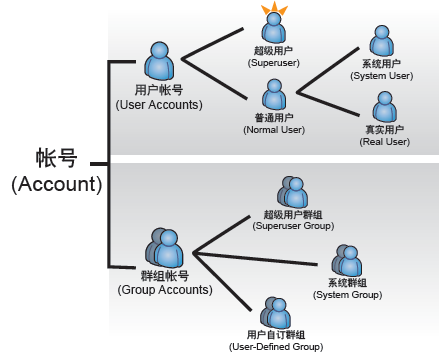 帐号
(Account)
用户帐号
(User Accounts)
超级用户
(Superuser)
普通用户
(Normal User)
系统用户
(System User)
真实用户
(Real User)
群组帐号
(Group Accounts)
超级用户群组
(Superuser Group)
系统群组
(System Group)
用户自订群组
(User-Defined Group)